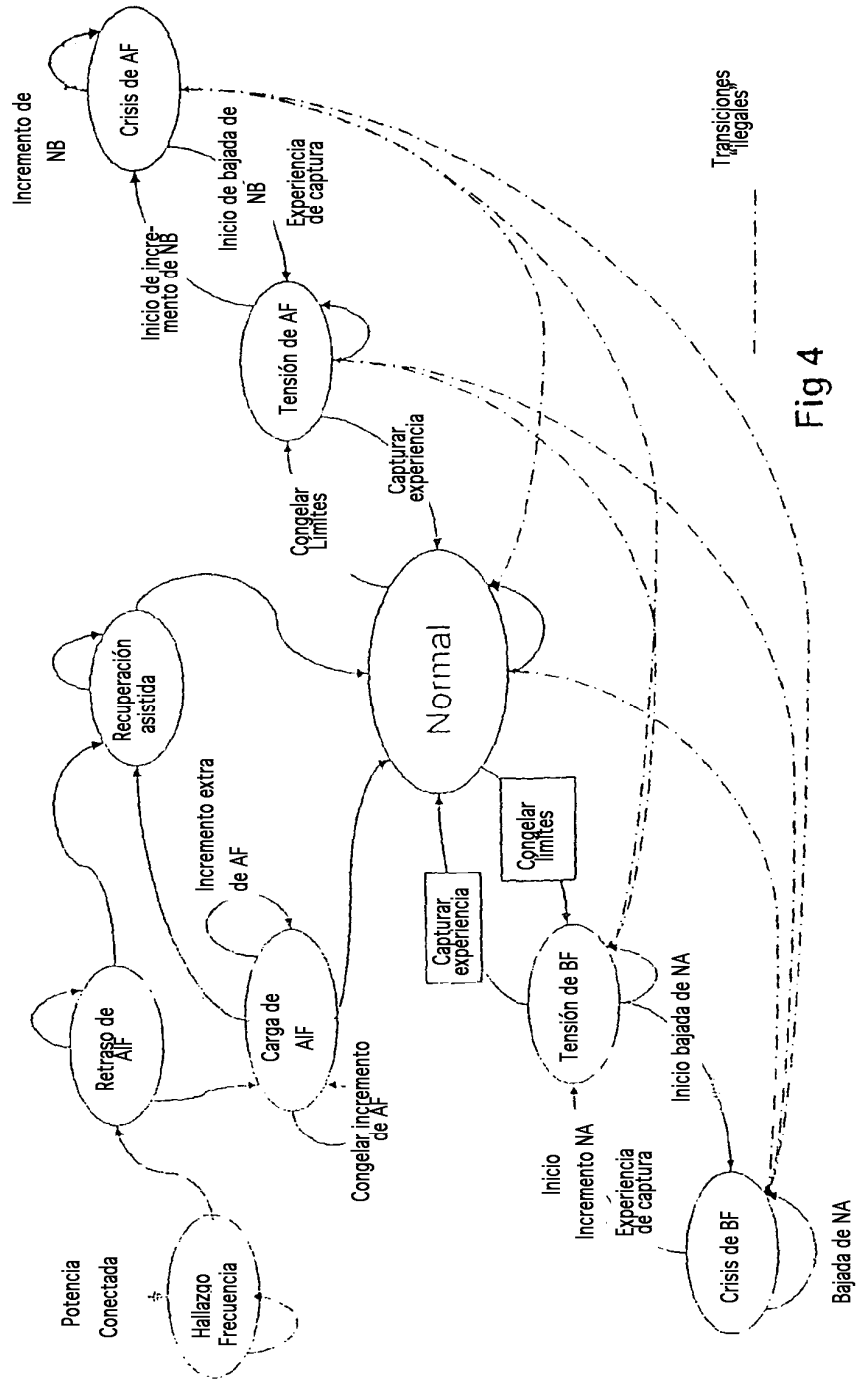 Potencia
Conectada
Hallazgo
Frecuencia
Retraso de
AIF
Carga de
AIF
Congelar incremento
de AF
Incremento extra
de AF
Recuperación
asistida
Normal
Congelar
Límites
Capturar
experiencia
Tensión de AF
Inicio de incre-
mento de NB
Inicio de bajada de
NB
Experiencia
de captura
Crisis de AF
Incremento de
NB
Capturar
experiencia
Congelar
límites
Tensión de BF
Inicio
Incremento NA
Experiencia
de captura
Inicio bajada de NA
Crisis de BF
Bajada de NA
Transiciones
"ilegales"
Fig 4